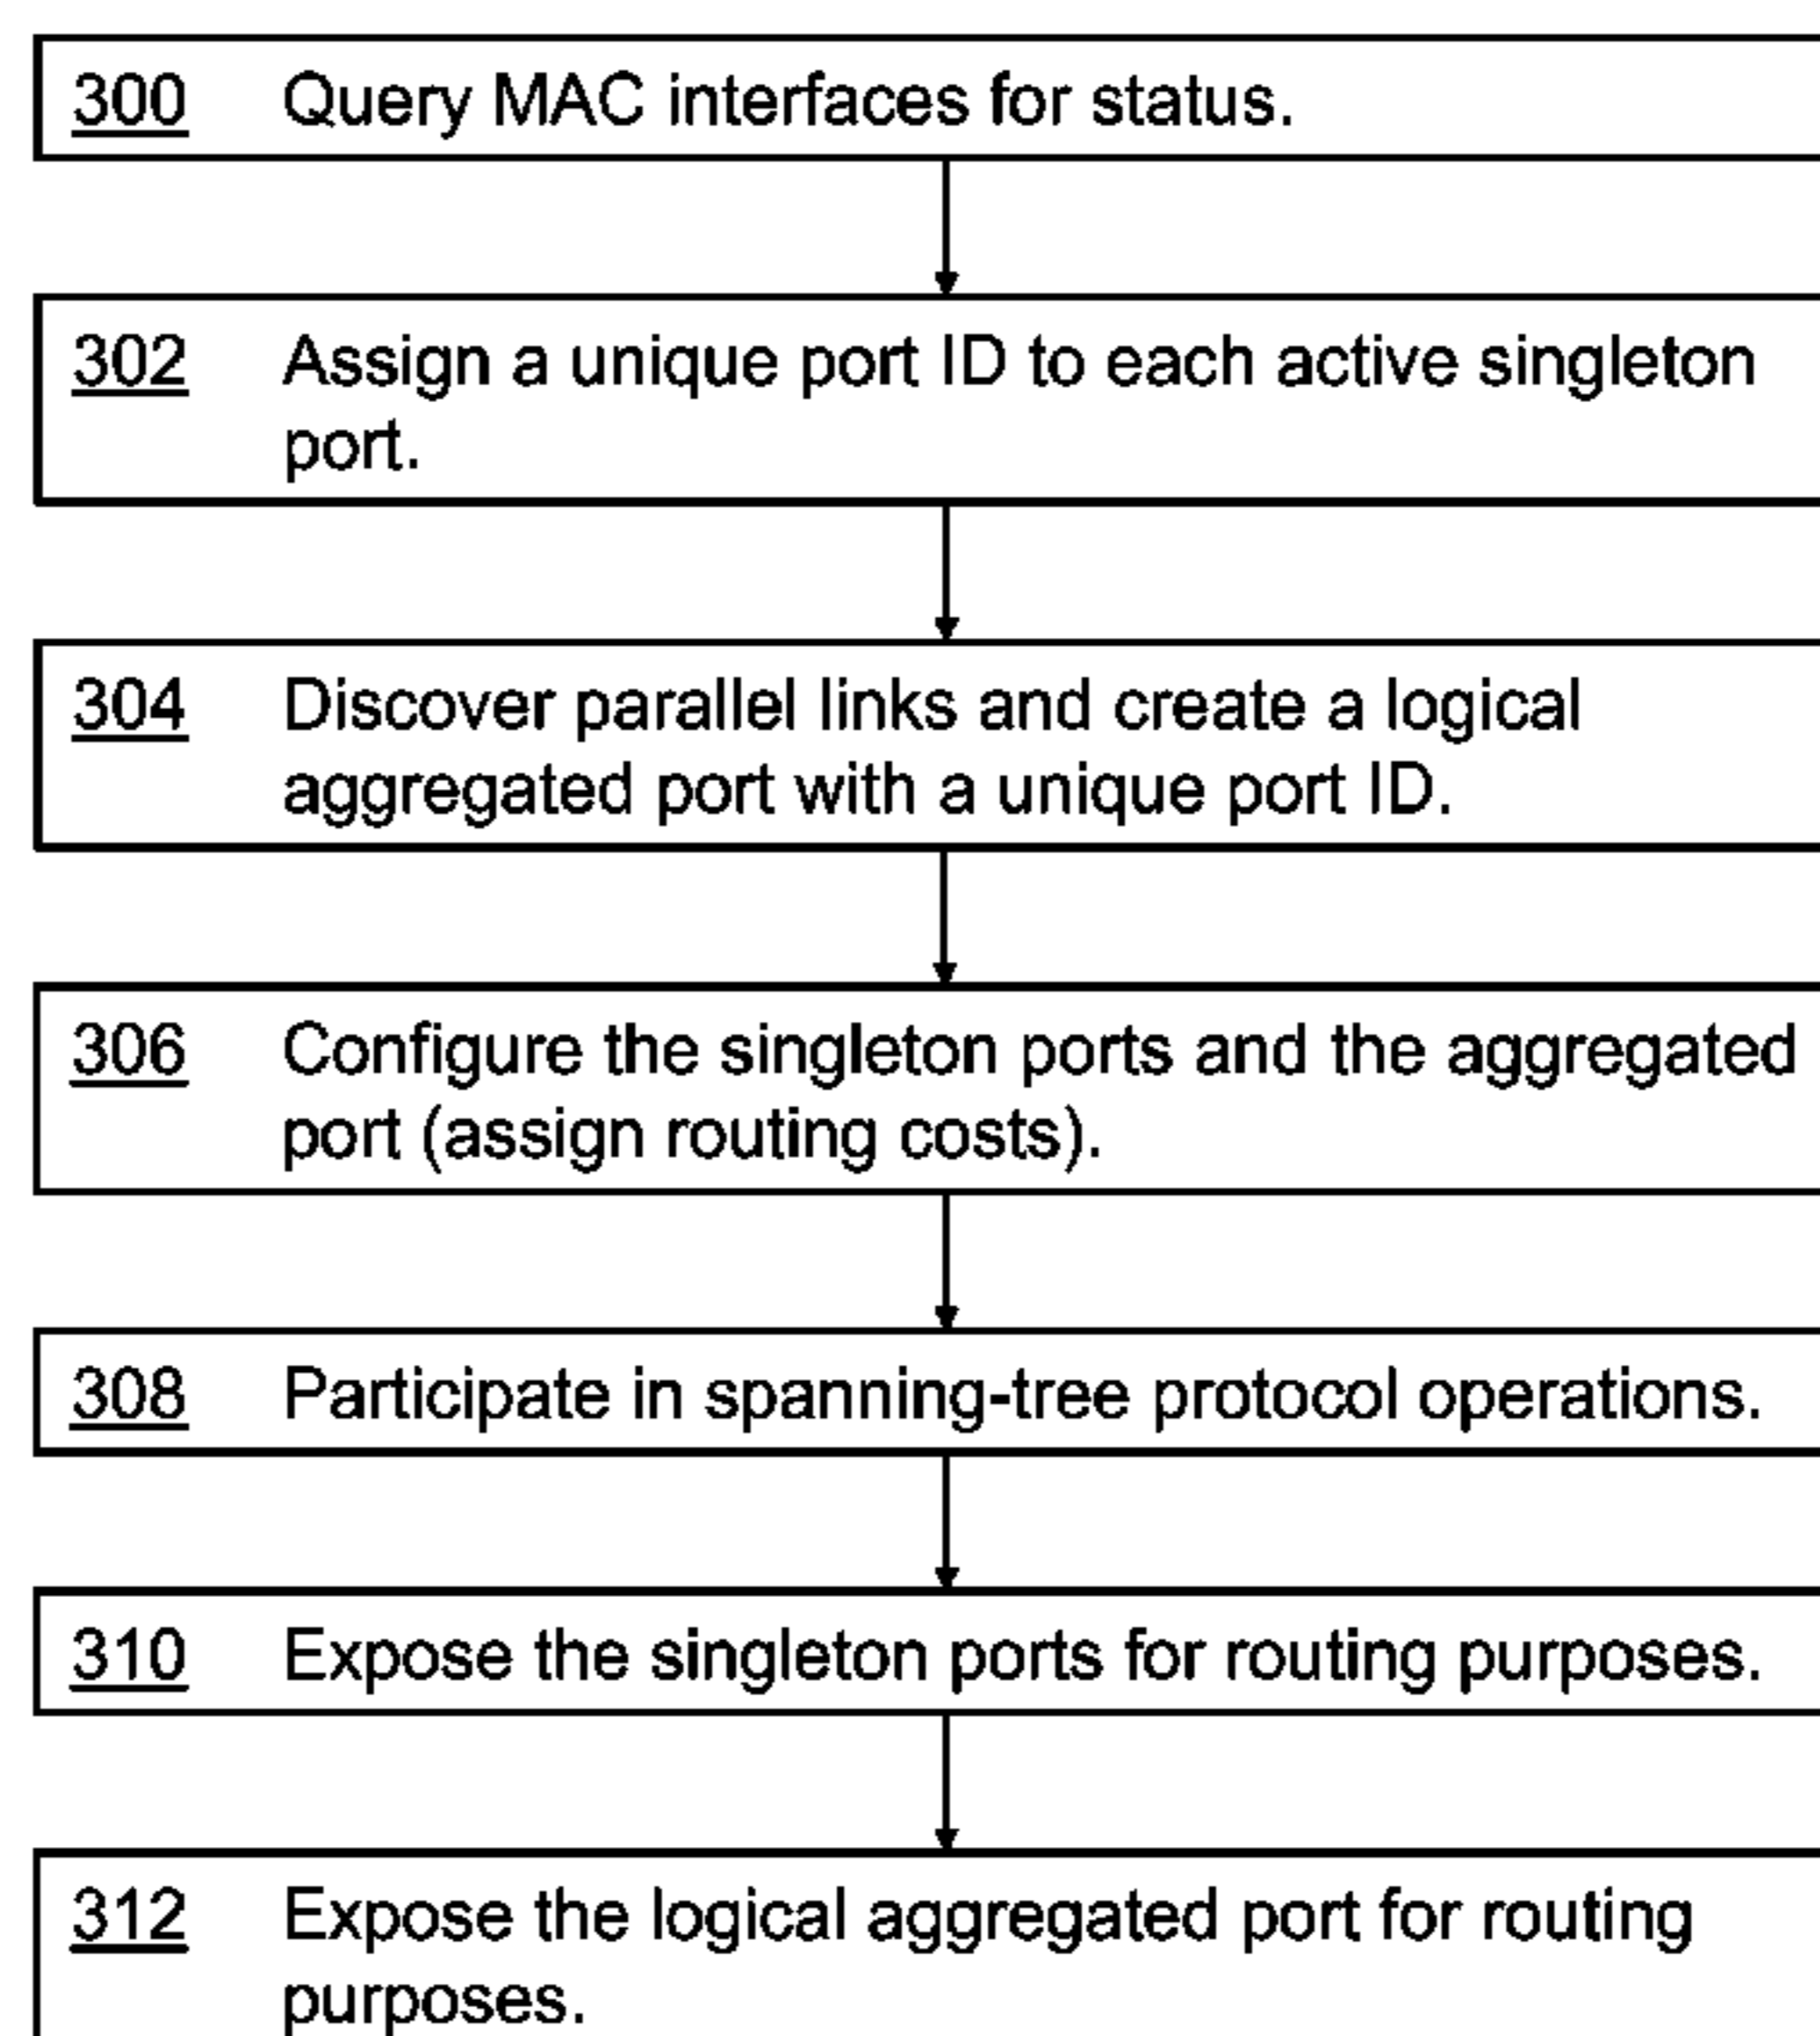 300 Query MAC interfaces for status.
302 Assign a unique port ID to each active singleton
port.
304 Discover parallel links and create a logical
aggregated port with a unique port ID.
306 Configure the singleton ports and the aggregated
port (assign routing costs).
308 Participate in spanning-tree protocol operations.
310 Expose the singleton ports for routing purposes.
312 Expose the logical aggregated port for routing
purposes.